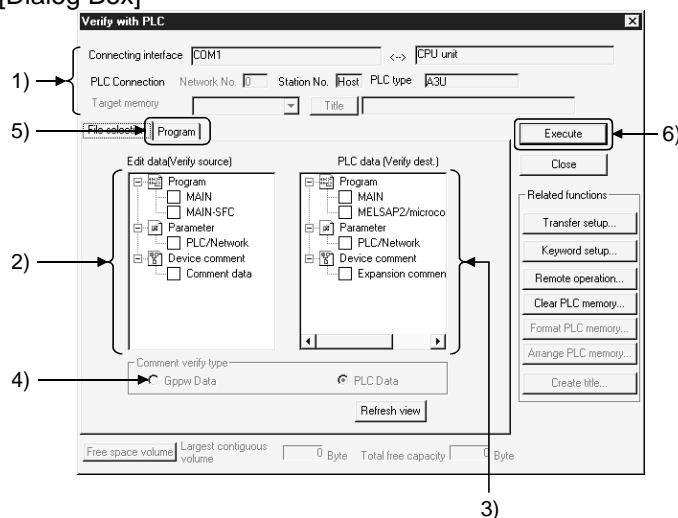 [Dialog Box]
Verify with PLC
Connecting interface COM1 <--> CPU unit
1)
PLC Connection Network No. 0 Station No. Host PLC type A3U
Target memory Title
5)
File selection Program
Execute
6)
Edit data(Verify source) PLC data (Verify dest.)
Close
Program
MAIN
MAIN-SFC
Parameter
PLC/Network
Device comment
Comment data
2)
Program
MAIN
MELSAP2/microco
Parameter
PLC/Network
Device comment
Expansion commen
Related functions
Transfer setup...
Keyword setup...
Remote operation...
Clear PLC memory...
Format PLC memory...
Arrange PLC memory...
Create title...
Comment verify type
4)
Gppw Data PLC Data
Refresh view
Free space volume Largest contiguous volume 0 Byte Total free capacity 0 Byte
3)